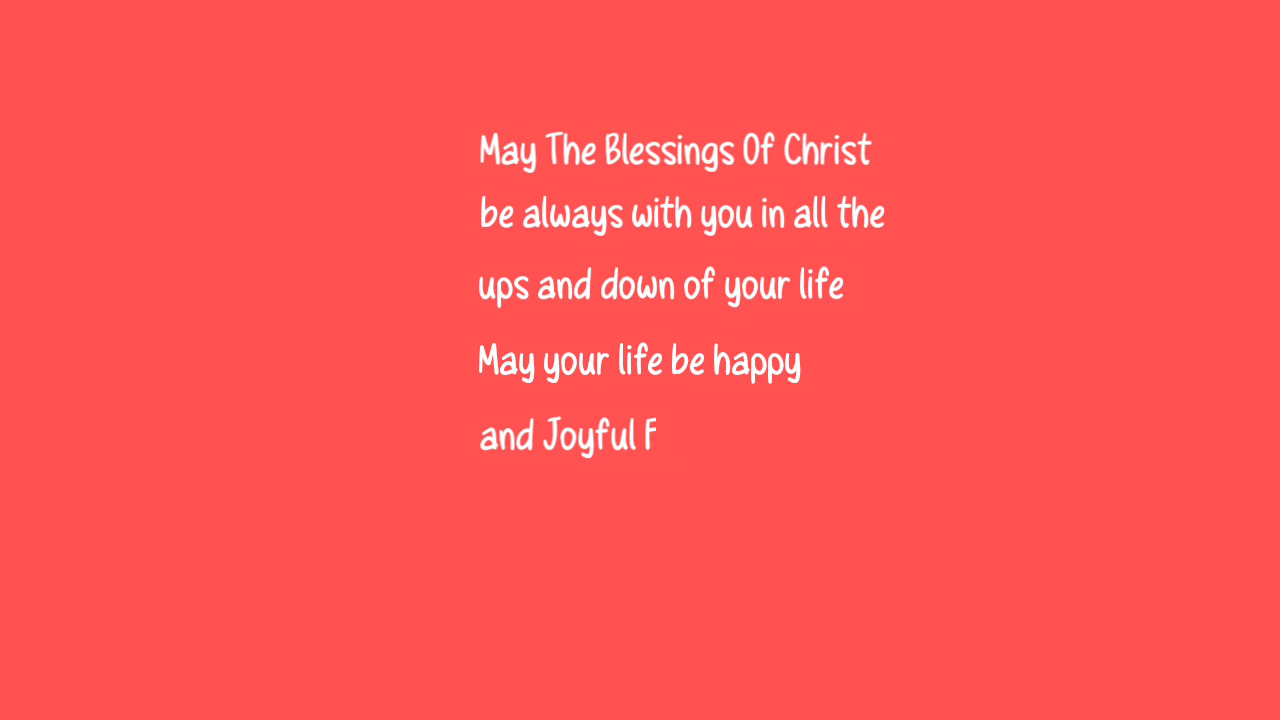 May The Blessings Of Christ
be always with you in all the
ups and down of your life
May your life be happy
and Joyful F